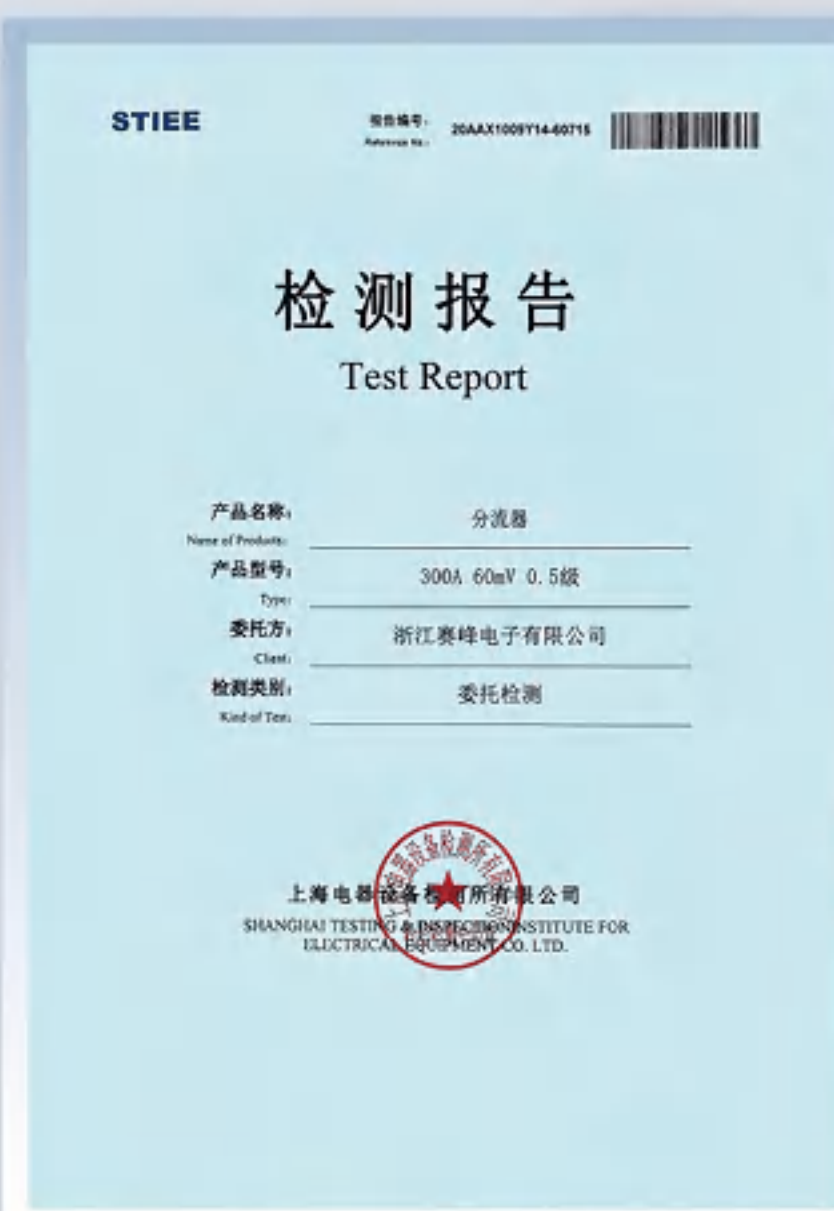 STIEE
报告编号:
20AAX1009Y14-60715
Reference No.:
检测报告
Test Report
产品名称:
分流器
Name of Products:
产品型号:
300A 60mV 0.5级
Type:
委托方:
浙江赛峰电子有限公司
Client:
检测类别:
委托检测
Kind of Test:
上海电器设备检测所有限公司
SHANGHAI TESTING & INSPECTION INSTITUTE FOR
ELECTRICAL EQUIPMENT CO. LTD.